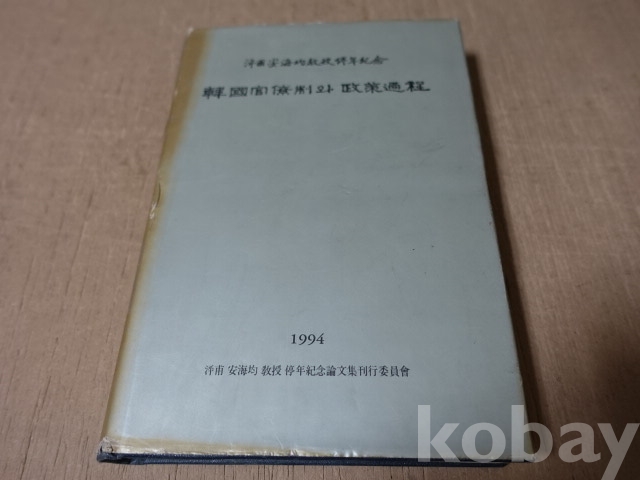 浮甫安海均敎授停年紀念
韓國官僚制와 政策過程
1994
浮甫 安海均 敎授 停年紀念論文集刊行委員會
kobay